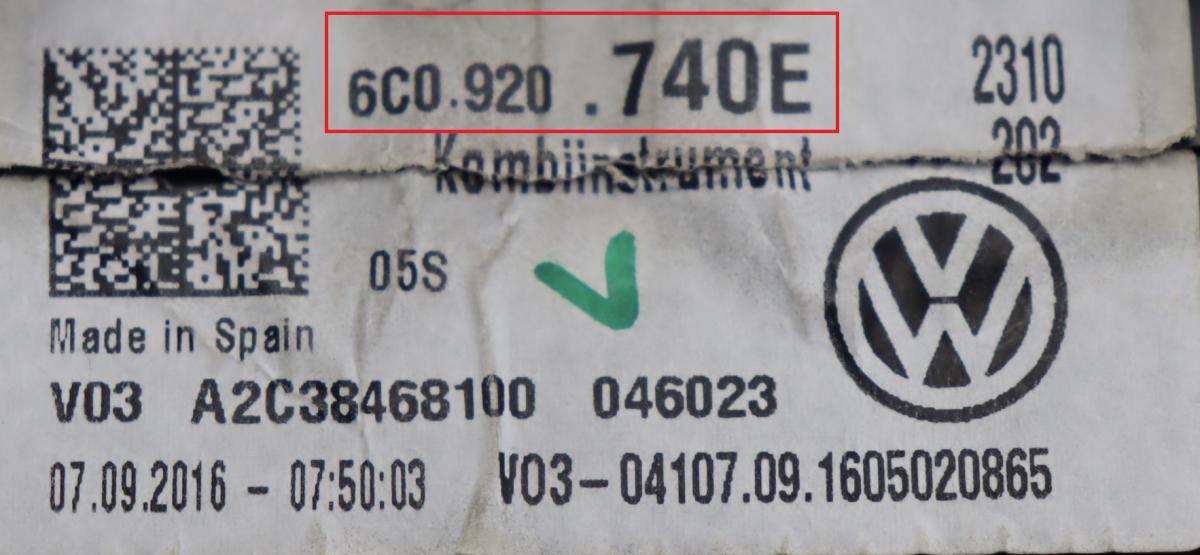 6C0.920 .740E 2310
Kombiinstrument 202
05S
Made in Spain
V03 A2C38468100 046023
07.09.2016 - 07:50:03 V03-04107.09.1605020865